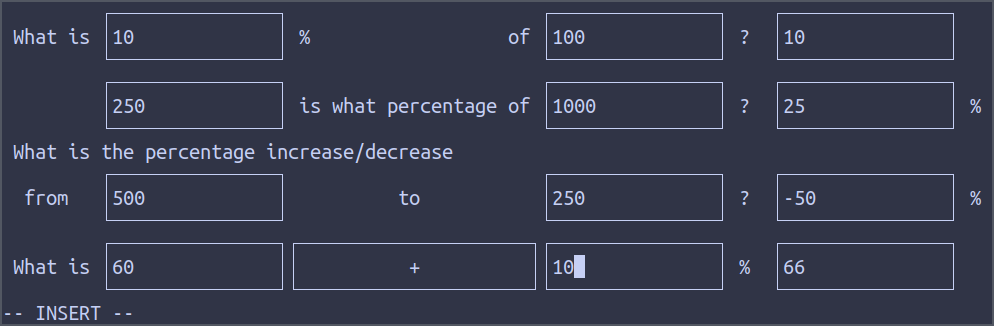 What is 10 % of 100 ? 10
250 is what percentage of 1000 ? 25 %
What is the percentage increase/decrease
from 500 to 250 ? -50 %
What is 60 + 10 % 66
-- INSERT --